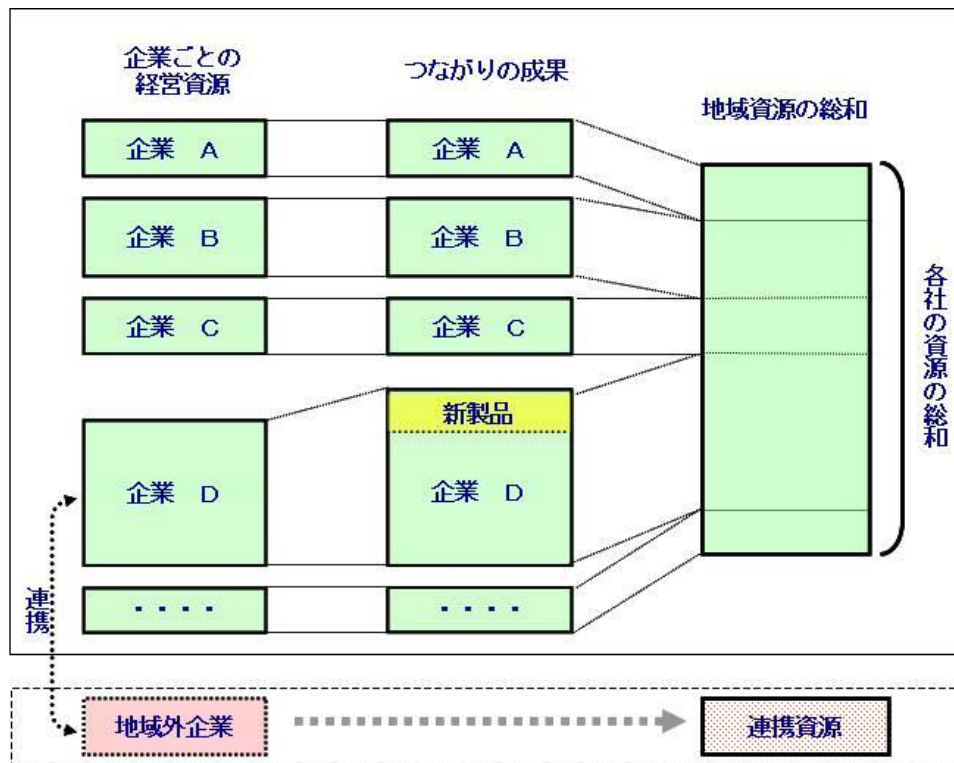 企業ごとの
経営資源
つながりの成果
地域資源の総和
企業 A
企業 A
企業 B
企業 B
企業 C
企業 C
新製品
企業 D
企業 D
・・・・
・・・・
各社の資源の総和
連携
地域外企業
連携資源